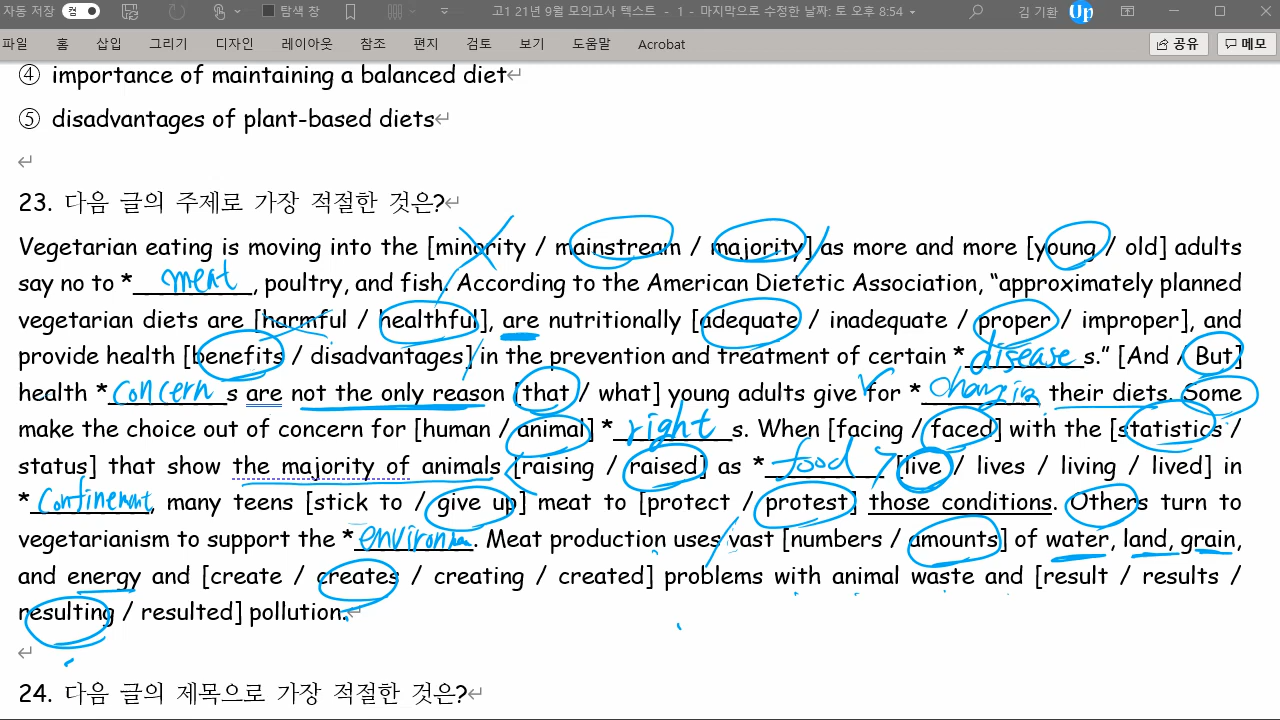 자동 저장 컴 탐색 창 고1 21년 9월 모의고사 텍스트 - 1 - 마지막으로 수정한 날짜: 토 오후 8:54 김 기환 Up
파일 홈 삽입 그리기 디자인 레이아웃 참조 편지 검토 보기 도움말 Acrobat 공유 메모
④ importance of maintaining a balanced diet
⑤ disadvantages of plant-based diets
23. 다음 글의 주제로 가장 적절한 것은?
Vegetarian eating is moving into the [minority / mainstream / majority] as more and more [young / old] adults
say no to * meat, poultry, and fish. According to the American Dietetic Association, “approximately planned
vegetarian diets are [harmful / healthful], are nutritionally [adequate / inadequate / proper / improper], and
provide health [benefits / disadvantages] in the prevention and treatment of certain * diseases.” [And / But]
health * concerns are not the only reason [that / what] young adults give for * changing their diets. Some
make the choice out of concern for [human / animal] * rights. When [facing / faced] with the [statistics /
status] that show the majority of animals [raising / raised] as * food [live / lives / living / lived] in
* confinement, many teens [stick to / give up] meat to [protect / protest] those conditions. Others turn to
vegetarianism to support the * environmen. Meat production uses vast [numbers / amounts] of water, land, grain,
and energy and [create / creates / creating / created] problems with animal waste and [result / results /
resulting / resulted] pollution.
24. 다음 글의 제목으로 가장 적절한 것은?